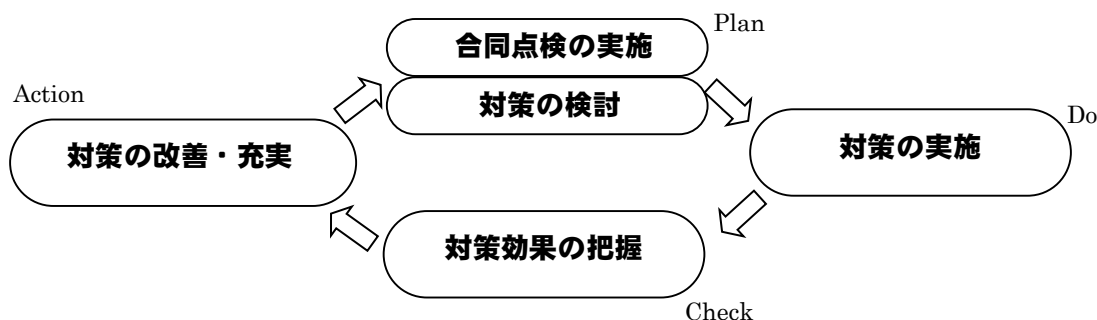 Plan
合同点検の実施
対策の検討
Action
Do
対策の改善・充実
対策の実施
対策効果の把握
Check